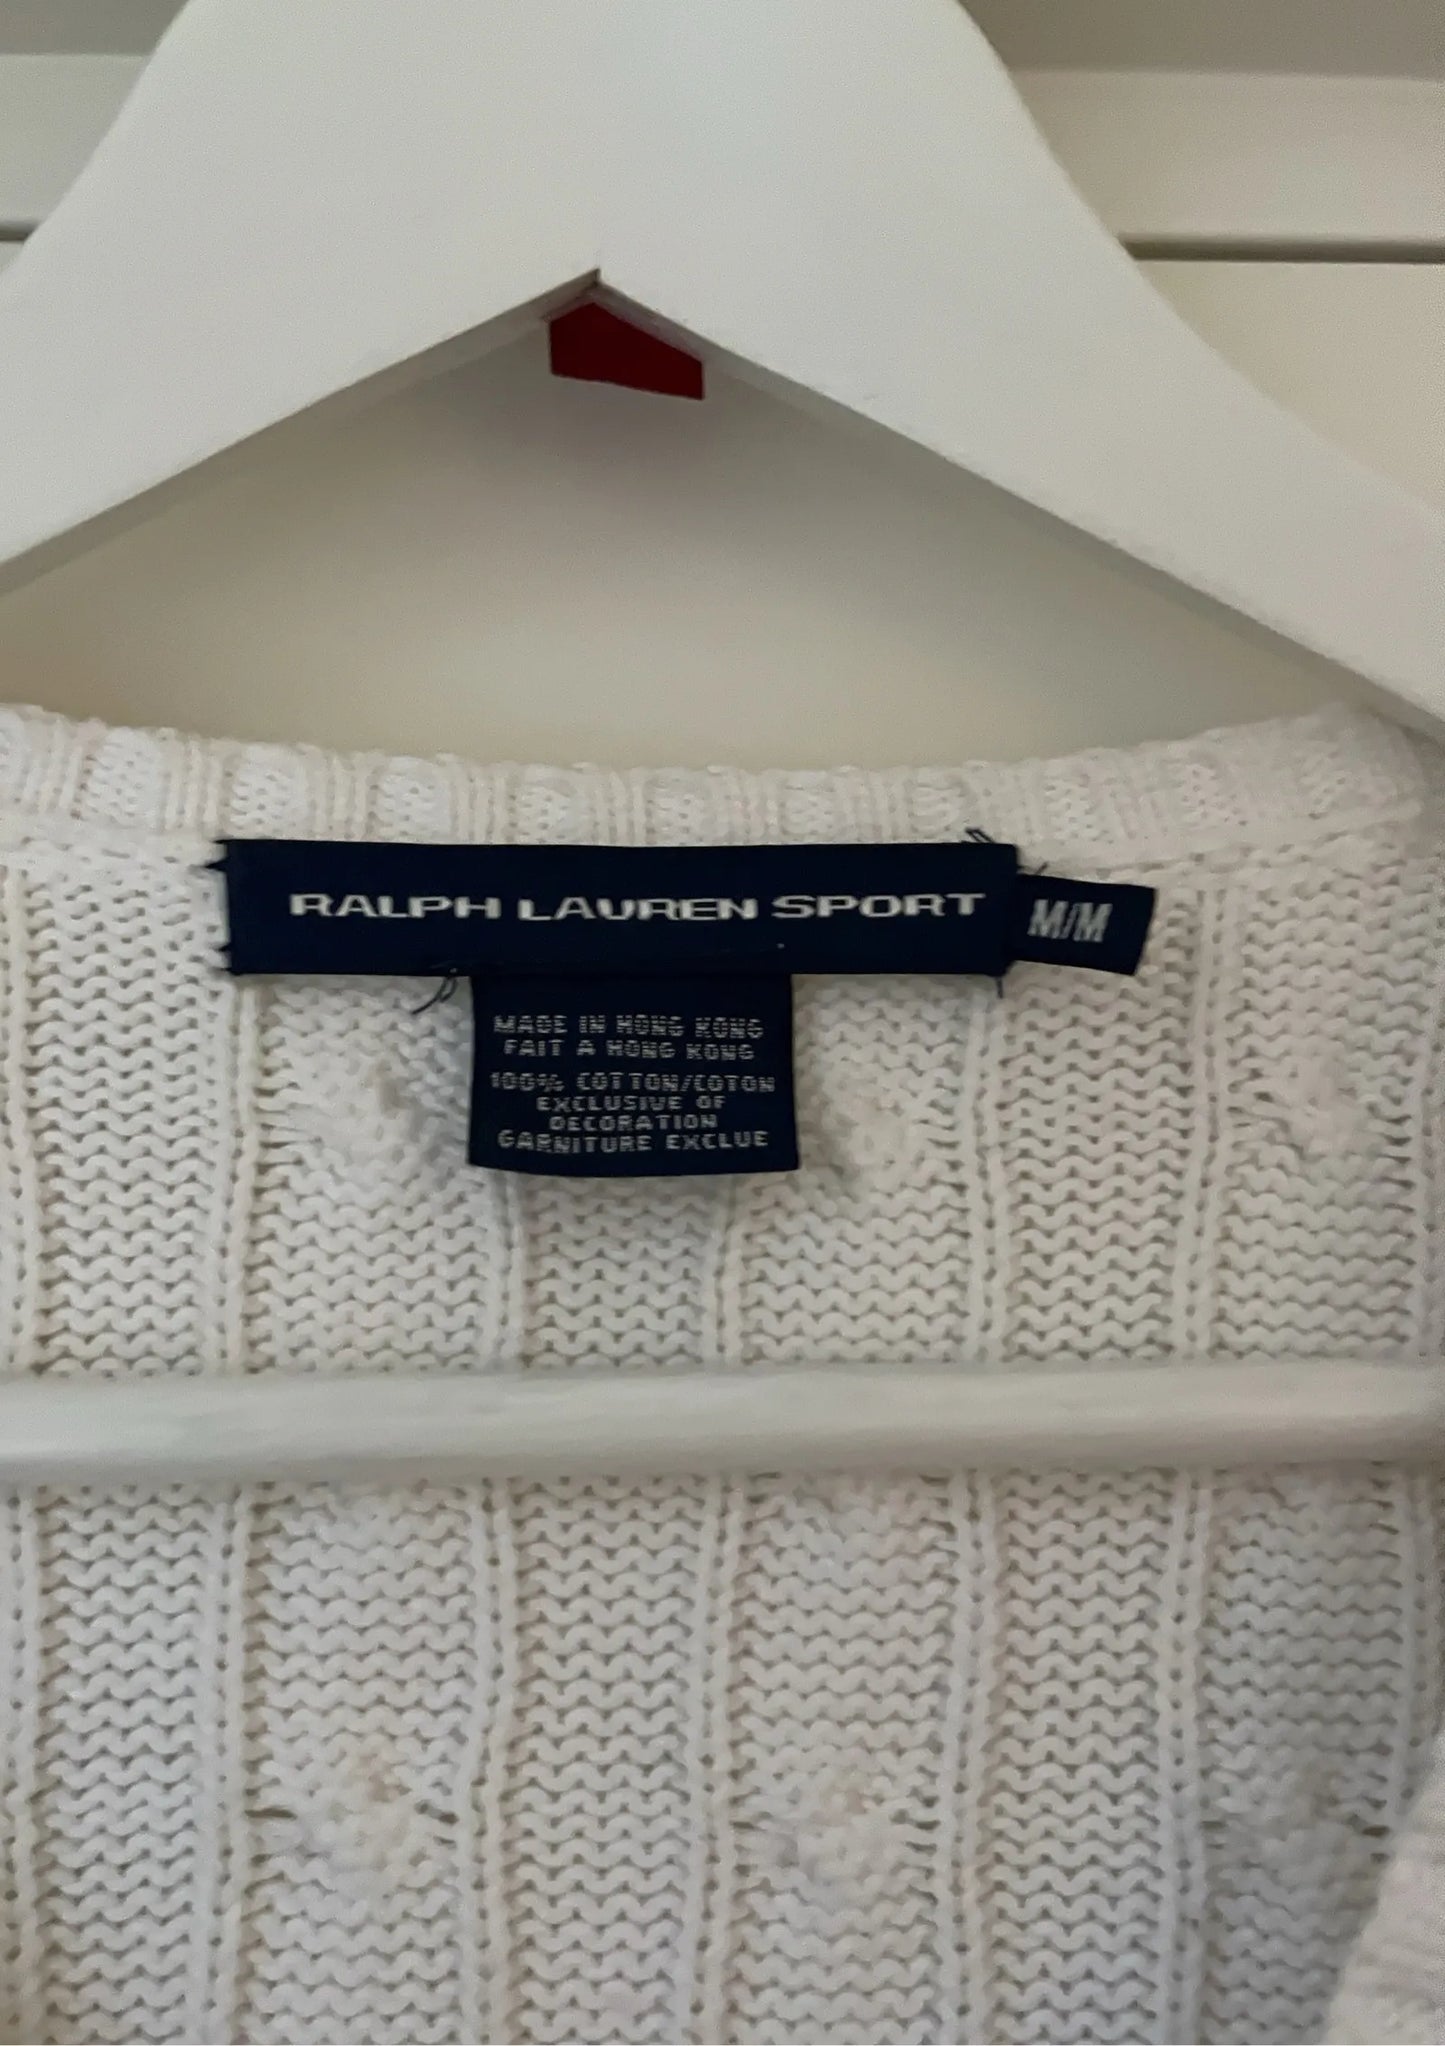 RALPH LAUREN SPORT
M/M
MADE IN HONG KONG
FAIT A HONG KONG
100% COTTON/COTON
EXCLUSIVE OF
DECORATION
GARNITURE EXCLUE